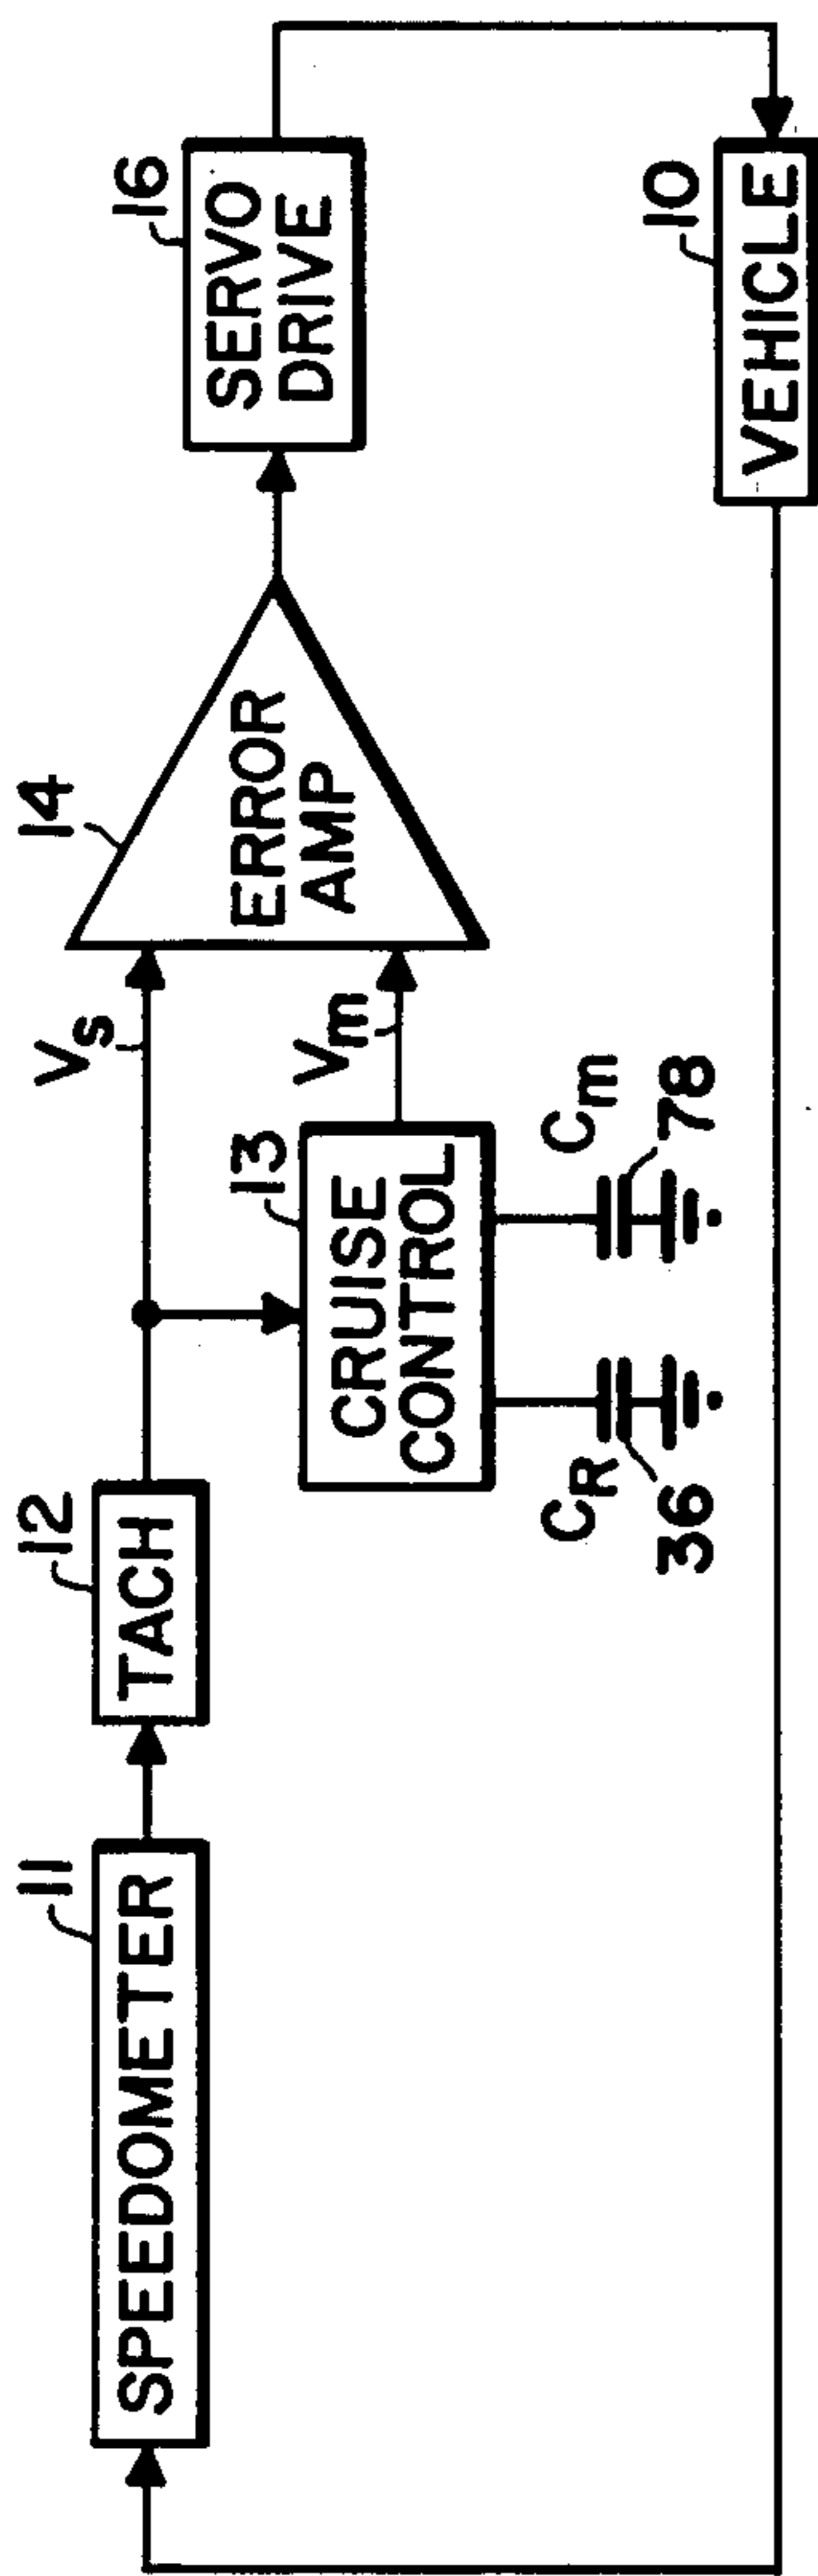 11
SPEEDOMETER
12
TACH
Vs
13
CRUISE
CONTROL
Vm
CR
36
Cm
78
14
ERROR
AMP
16
SERVO
DRIVE
10
VEHICLE